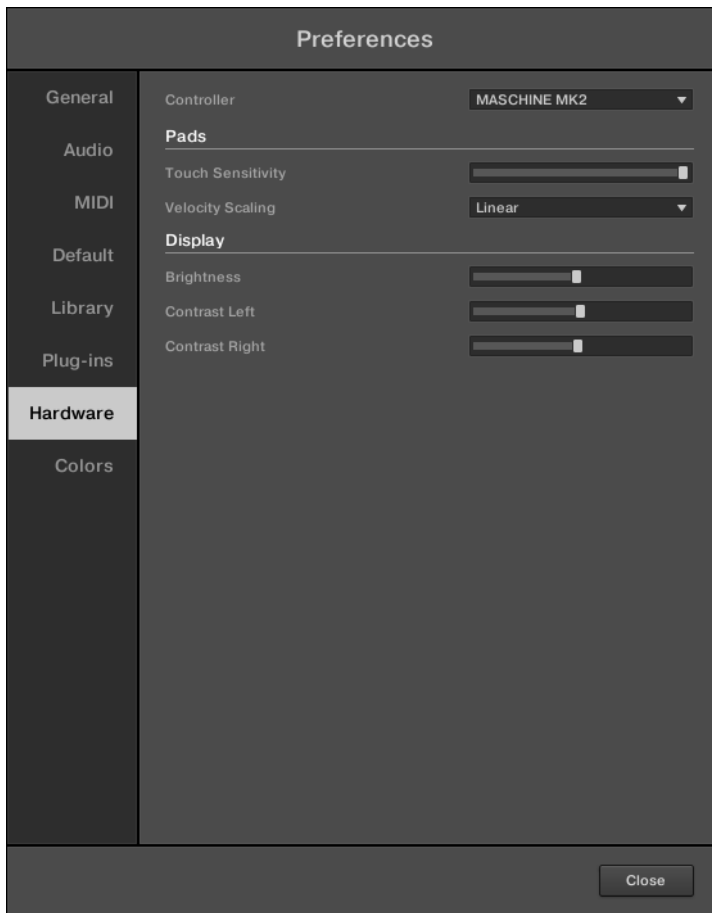 Preferences
General
Audio
MIDI
Default
Library
Plug-ins
Hardware
Colors
Controller MASCHINE MK2
Pads
Touch Sensitivity
Velocity Scaling Linear
Display
Brightness
Contrast Left
Contrast Right
Close